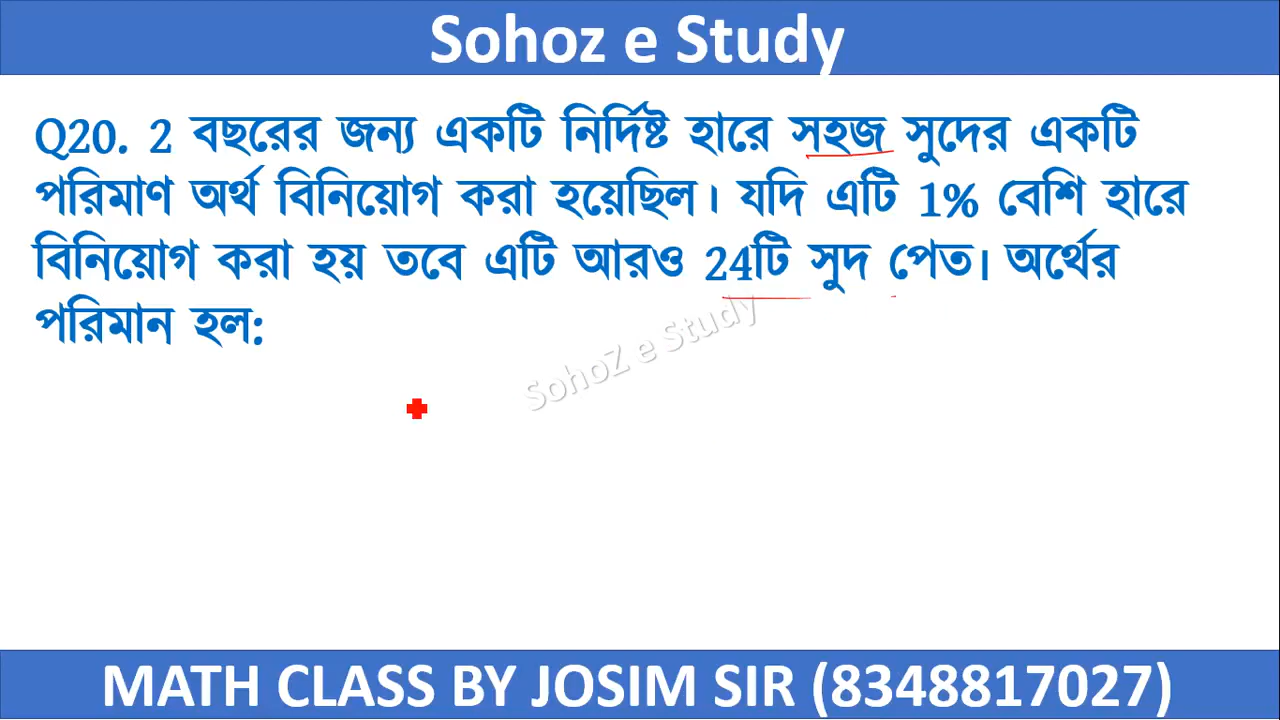 Sohoz e Study
Q20. 2 বছরের জন্য একটি নির্দিষ্ট হারে সহজ সুদের একটি
পরিমাণ অর্থ বিনিয়োগ করা হয়েছিল। যদি এটি 1% বেশি হারে
বিনিয়োগ করা হয় তবে এটি আরও 24টি সুদ পেত। অর্থের
পরিমান হল:
SohoZ e Study
MATH CLASS BY JOSIM SIR (8348817027)